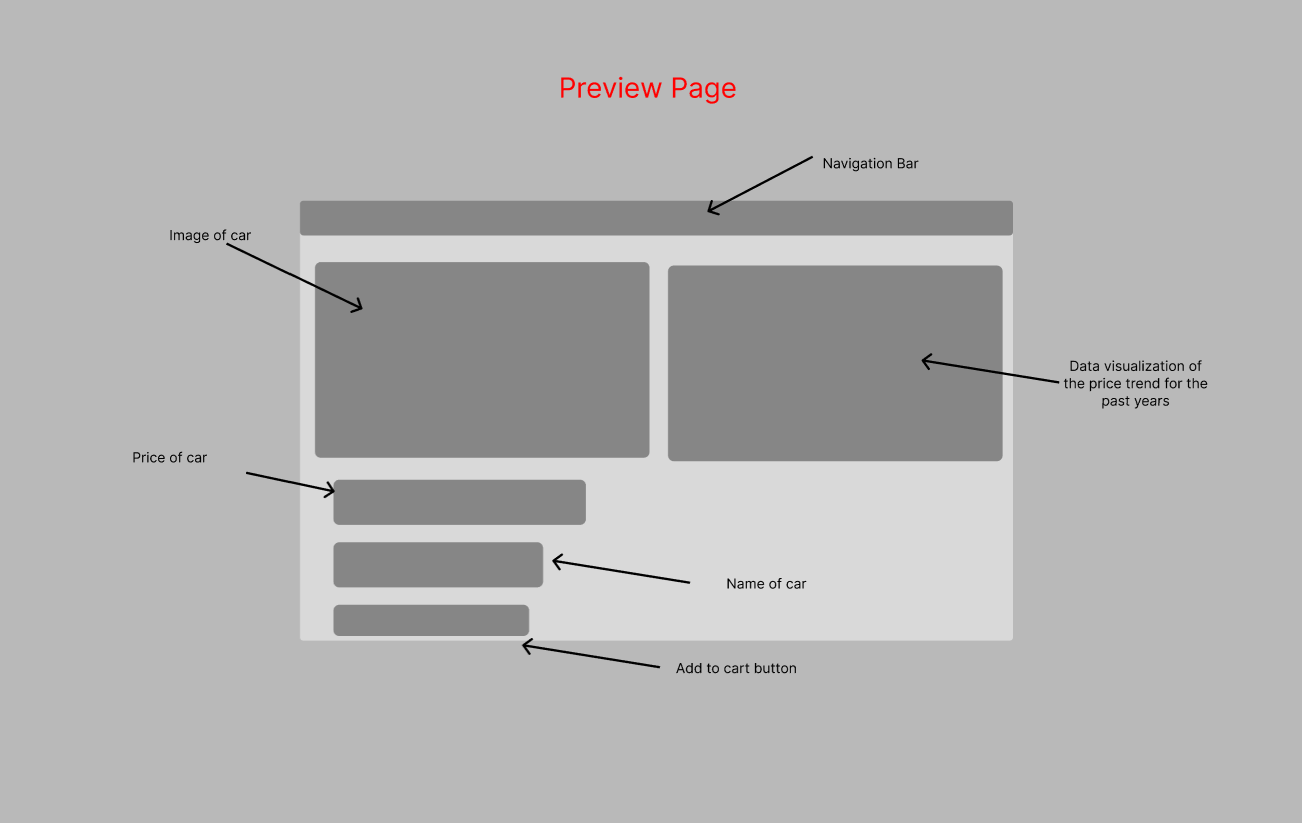 Preview Page
Navigation Bar
Image of car
Data visualization of
the price trend for the
past years
Price of car
Name of car
Add to cart button